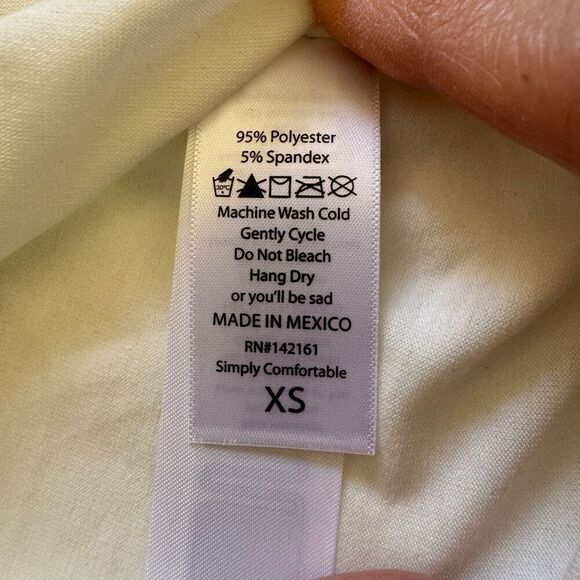 95% Polyester
5% Spandex
30°C
Machine Wash Cold
Gently Cycle
Do Not Bleach
Hang Dry
or you'll be sad
MADE IN MEXICO
RN#142161
Simply Comfortable
XS